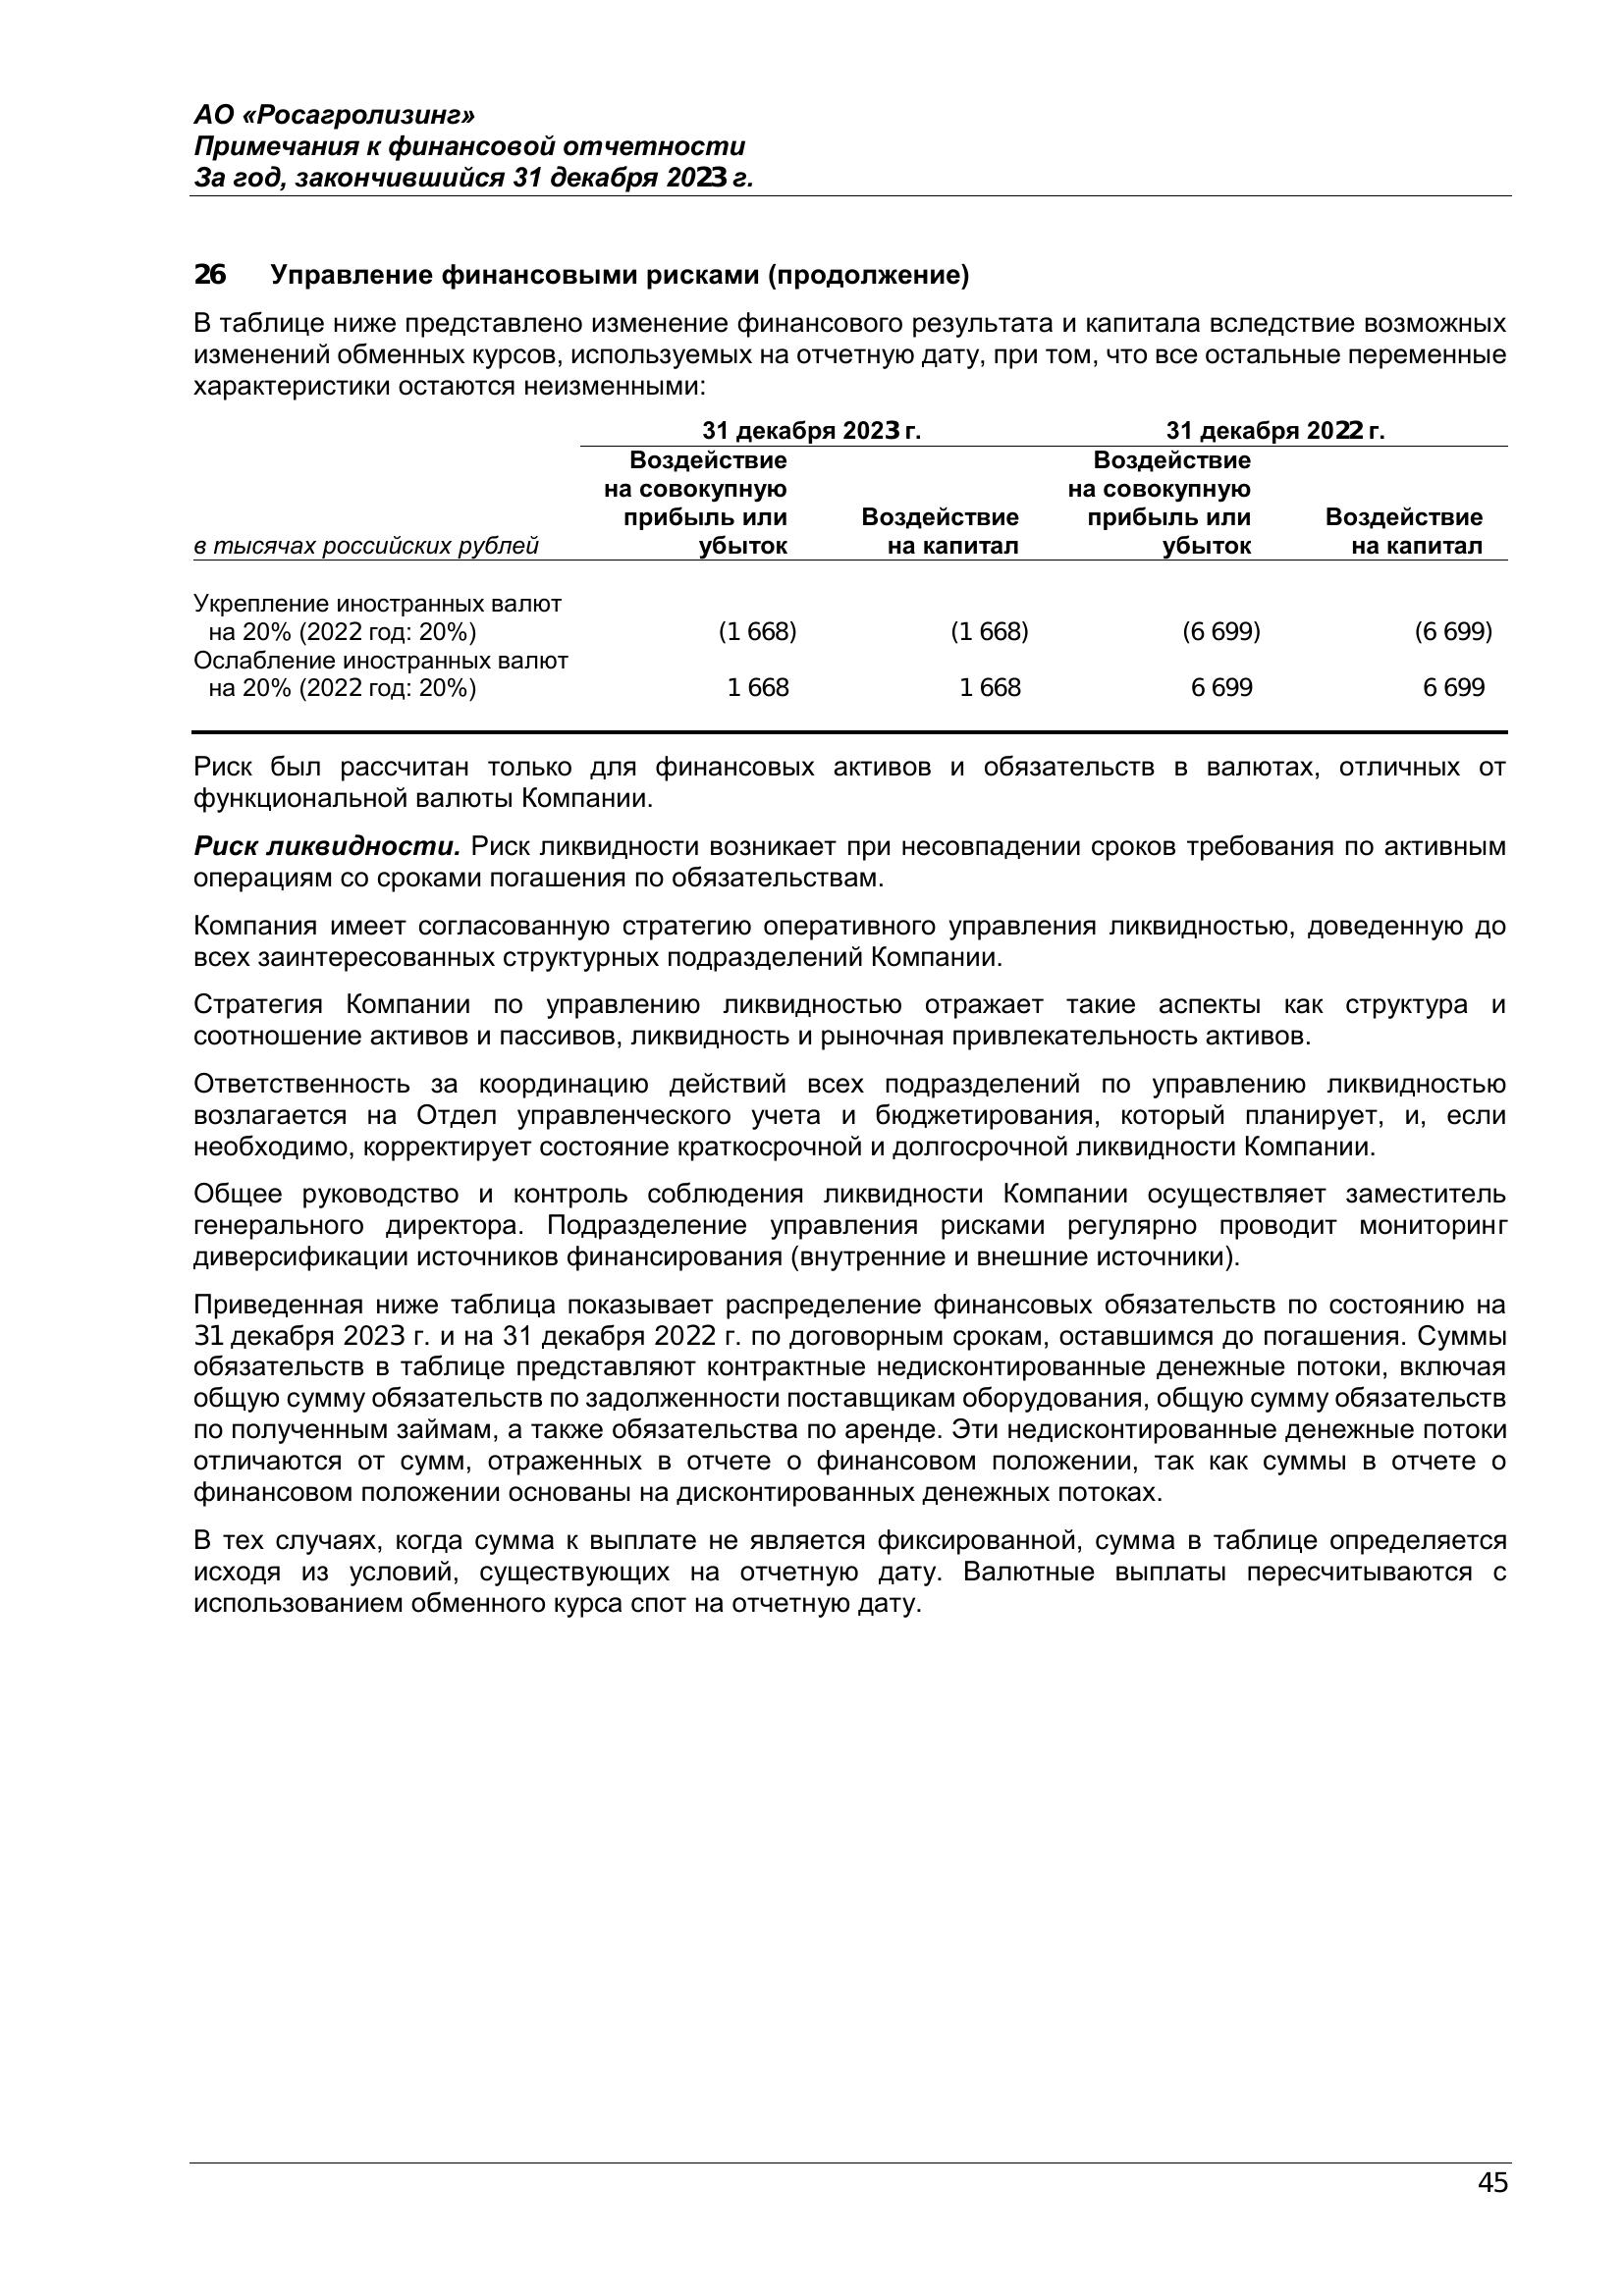 АО «Росагролизинг»
Примечания к финансовой отчетности
За год, закончившийся 31 декабря 2023 г.
26 Управление финансовыми рисками (продолжение)
В таблице ниже представлено изменение финансового результата и капитала вследствие возможных
изменений обменных курсов, используемых на отчетную дату, при том, что все остальные переменные
характеристики остаются неизменными:
31 декабря 2023 г. 31 декабря 2022 г.
Воздействие Воздействие
на совокупную на совокупную
прибыль или Воздействие прибыль или Воздействие
в тысячах российских рублей убыток на капитал убыток на капитал
Укрепление иностранных валют
на 20% (2022 год: 20%) (1 668) (1 668) (6 699) (6 699)
Ослабление иностранных валют
на 20% (2022 год: 20%) 1 668 1 668 6 699 6 699
Риск был рассчитан только для финансовых активов и обязательств в валютах, отличных от
функциональной валюты Компании.
Риск ликвидности. Риск ликвидности возникает при несовпадении сроков требования по активным
операциям со сроками погашения по обязательствам.
Компания имеет согласованную стратегию оперативного управления ликвидностью, доведенную до
всех заинтересованных структурных подразделений Компании.
Стратегия Компании по управлению ликвидностью отражает такие аспекты как структура и
соотношение активов и пассивов, ликвидность и рыночная привлекательность активов.
Ответственность за координацию действий всех подразделений по управлению ликвидностью
возлагается на Отдел управленческого учета и бюджетирования, который планирует, и, если
необходимо, корректирует состояние краткосрочной и долгосрочной ликвидности Компании.
Общее руководство и контроль соблюдения ликвидности Компании осуществляет заместитель
генерального директора. Подразделение управления рисками регулярно проводит мониторинг
диверсификации источников финансирования (внутренние и внешние источники).
Приведенная ниже таблица показывает распределение финансовых обязательств по состоянию на
31 декабря 2023 г. и на 31 декабря 2022 г. по договорным срокам, оставшимся до погашения. Суммы
обязательств в таблице представляют контрактные недисконтированные денежные потоки, включая
общую сумму обязательств по задолженности поставщикам оборудования, общую сумму обязательств
по полученным займам, а также обязательства по аренде. Эти недисконтированные денежные потоки
отличаются от сумм, отраженных в отчете о финансовом положении, так как суммы в отчете о
финансовом положении основаны на дисконтированных денежных потоках.
В тех случаях, когда сумма к выплате не является фиксированной, сумма в таблице определяется
исходя из условий, существующих на отчетную дату. Валютные выплаты пересчитываются с
использованием обменного курса спот на отчетную дату.
45